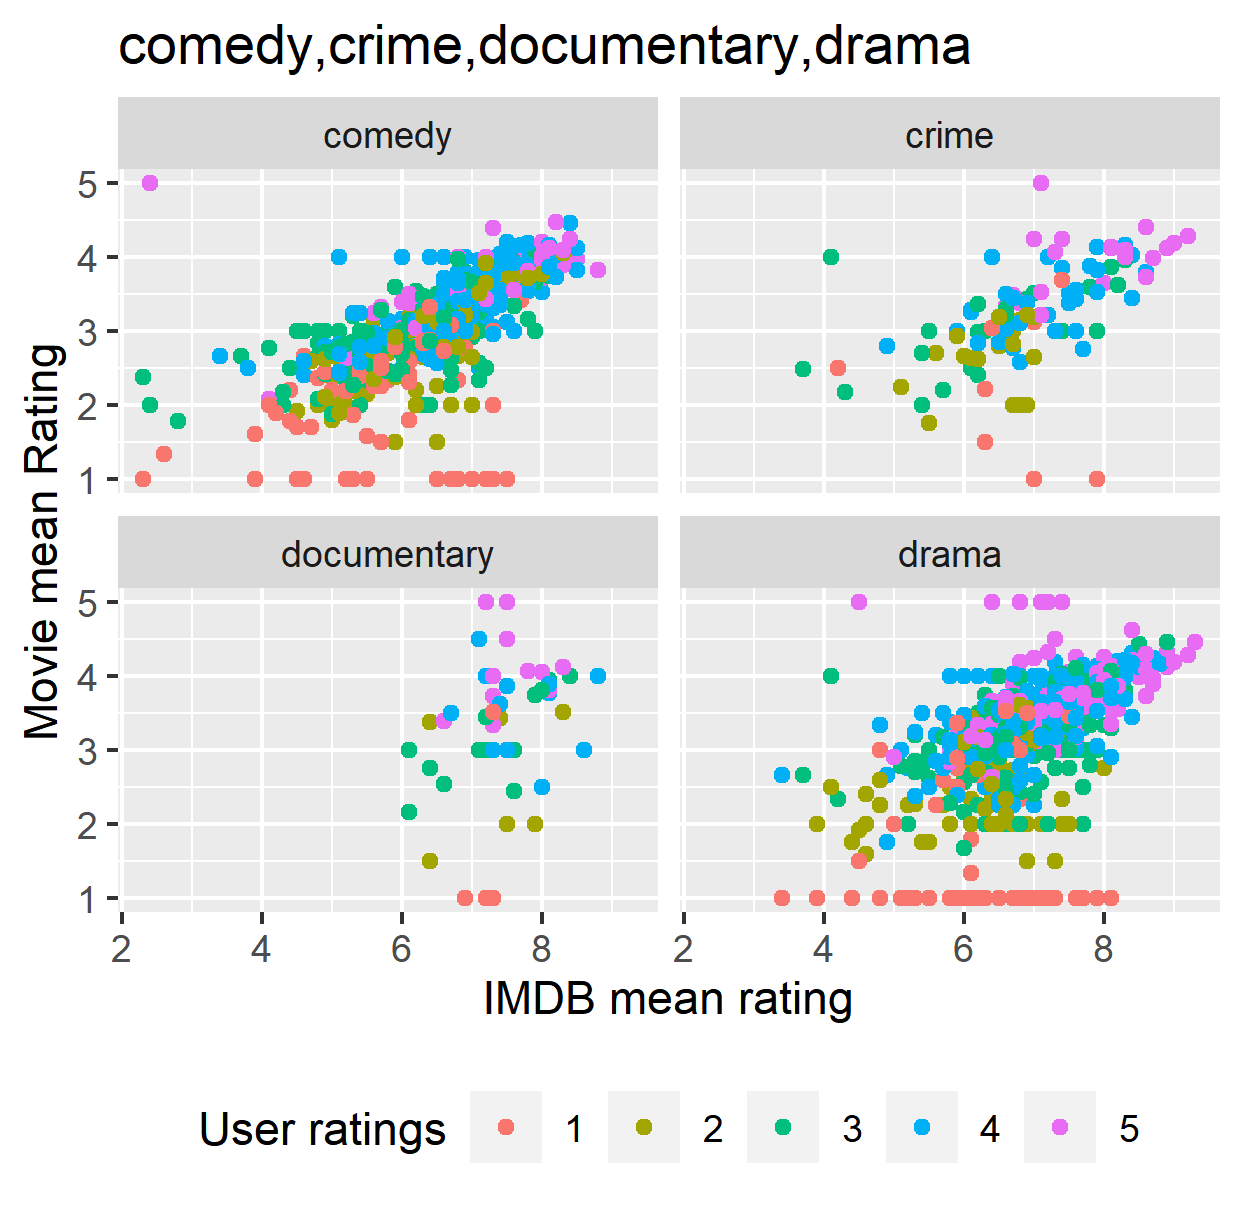 comedy,crime,documentary,drama
comedy
crime
5
4
3
2
1
documentary
drama
5
4
3
2
1
2 4 6 8
2 4 6 8
Movie mean Rating
IMDB mean rating
User ratings 1 2 3 4 5